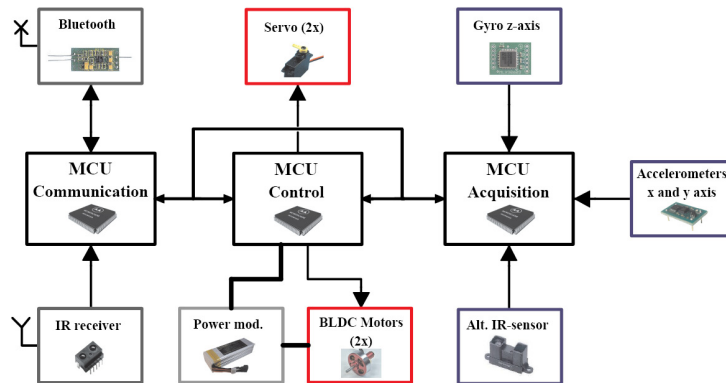 Bluetooth
Servo (2x)
Gyro z-axis
MCU
Communication
MCU
Control
MCU
Acquisition
Accelerometers
x and y axis
IR receiver
Power mod.
BLDC Motors
(2x)
Alt. IR-sensor